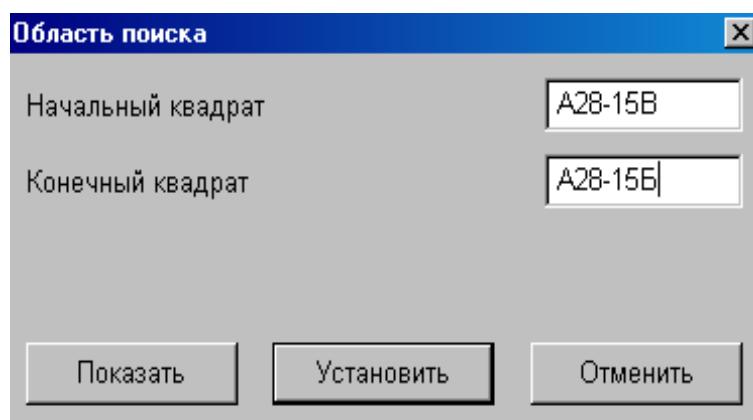 Область поиска
Начальный квадрат А28-15В
Конечный квадрат А28-15Б
Показать Установить Отменить